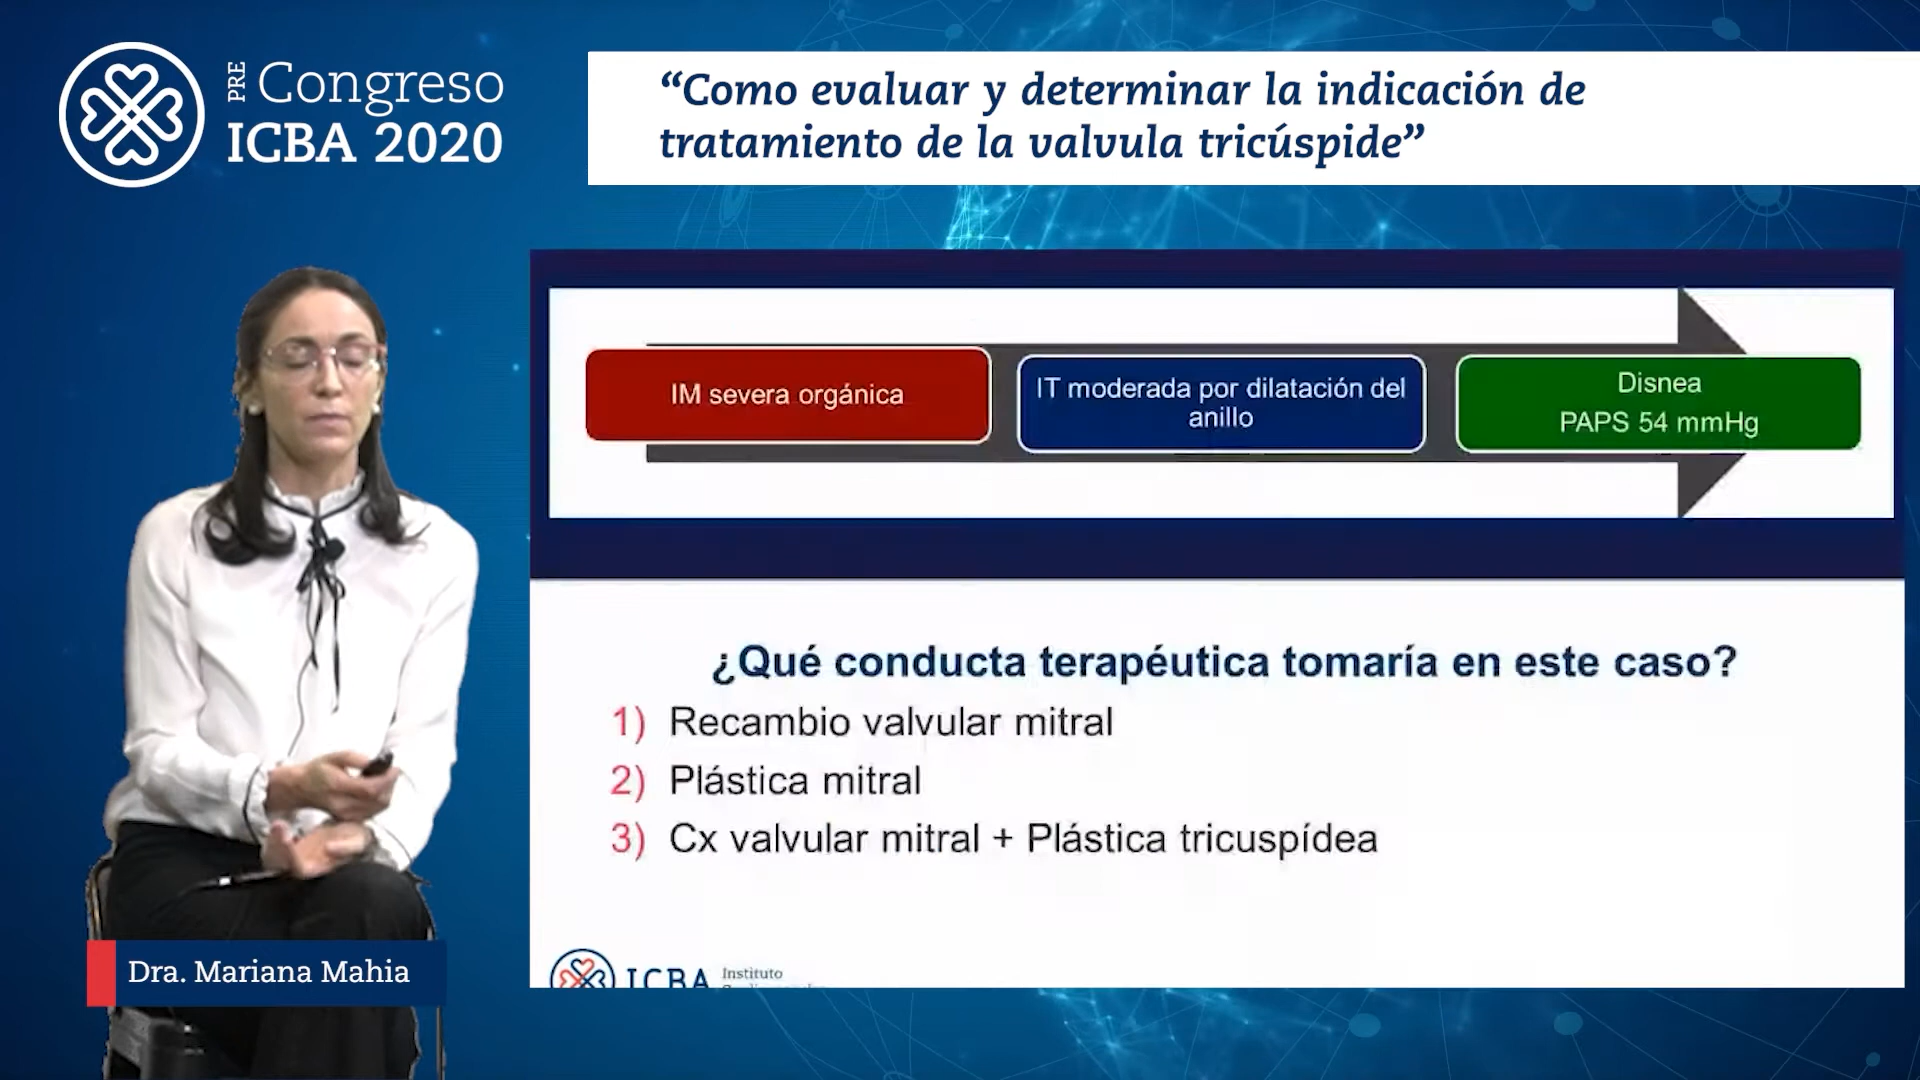 PRE
Congreso
ICBA 2020
“Como evaluar y determinar la indicación de
tratamiento de la valvula tricúspide”
IM severa orgánica
IT moderada por dilatación del
anillo
Disnea
PAPS 54 mmHg
¿Qué conducta terapéutica tomaría en este caso?
1) Recambio valvular mitral
2) Plástica mitral
3) Cx valvular mitral + Plástica tricuspídea
ICBA
Instituto
Dra. Mariana Mahia